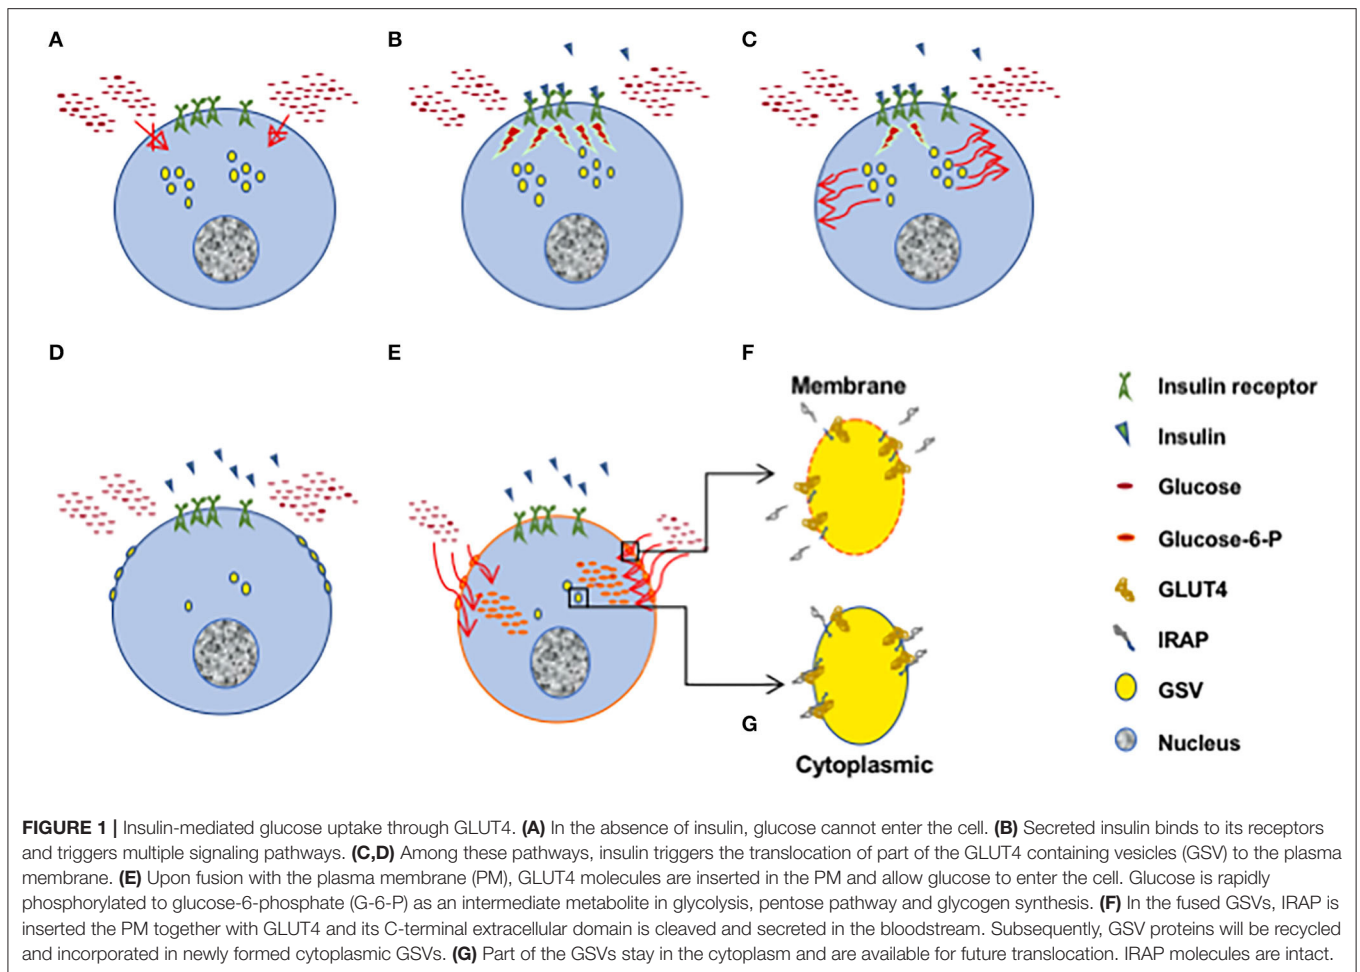 A
B
C
D
E
F
Membrane
G
Cytoplasmic
Insulin receptor
Insulin
Glucose
Glucose-6-P
GLUT4
IRAP
GSV
Nucleus
FIGURE 1 | Insulin-mediated glucose uptake through GLUT4. (A) In the absence of insulin, glucose cannot enter the cell. (B) Secreted insulin binds to its receptors
and triggers multiple signaling pathways. (C,D) Among these pathways, insulin triggers the translocation of part of the GLUT4 containing vesicles (GSV) to the plasma
membrane. (E) Upon fusion with the plasma membrane (PM), GLUT4 molecules are inserted in the PM and allow glucose to enter the cell. Glucose is rapidly
phosphorylated to glucose-6-phosphate (G-6-P) as an intermediate metabolite in glycolysis, pentose pathway and glycogen synthesis. (F) In the fused GSVs, IRAP is
inserted the PM together with GLUT4 and its C-terminal extracellular domain is cleaved and secreted in the bloodstream. Subsequently, GSV proteins will be recycled
and incorporated in newly formed cytoplasmic GSVs. (G) Part of the GSVs stay in the cytoplasm and are available for future translocation. IRAP molecules are intact.